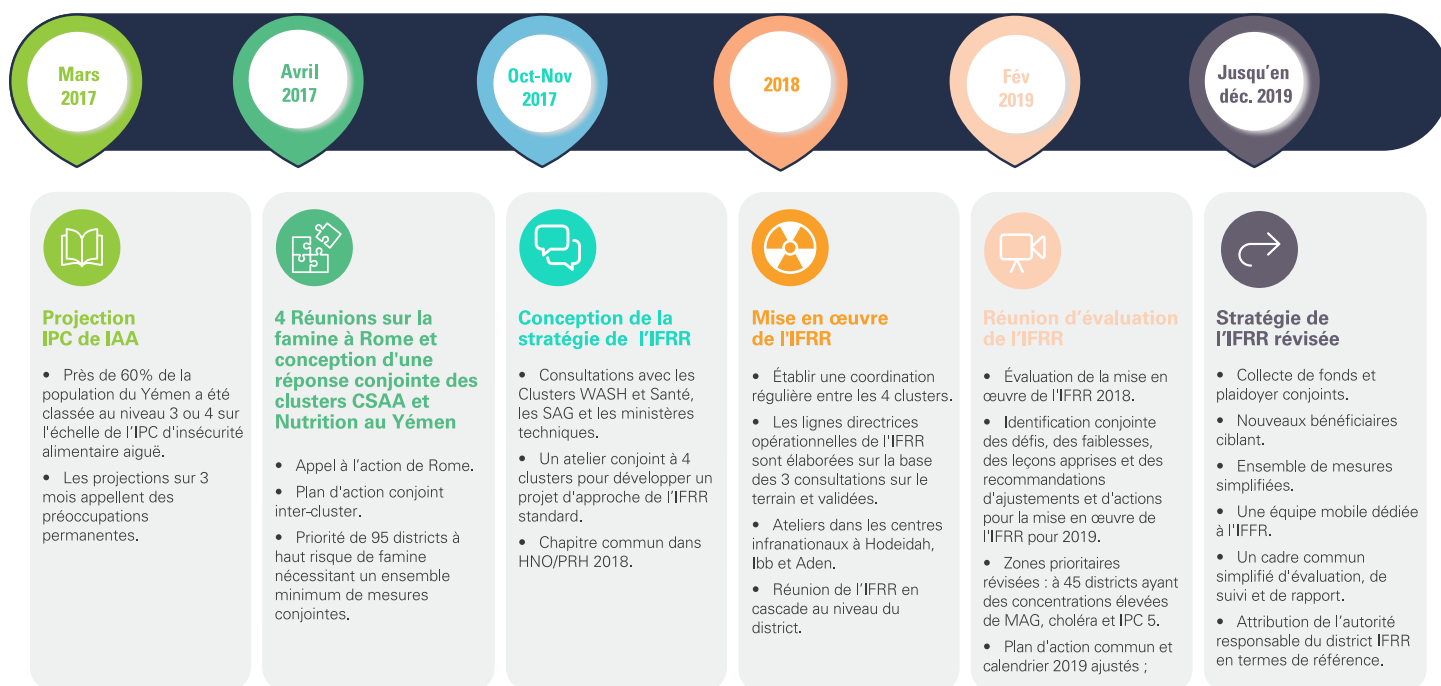 Mars
2017
Avril
2017
Oct-Nov
2017
2018
Fév
2019
Jusqu'en
déc. 2019
Projection
IPC de IAA
• Près de 60% de la
population du Yémen a été
classée au niveau 3 ou 4 sur
l'échelle de l'IPC d'insécurité
alimentaire aiguë.
• Les projections sur 3
mois appellent des
préoccupations
permanentes.
4 Réunions sur la
famine à Rome et
conception d'une
réponse conjointe des
clusters CSAA et
Nutrition au Yémen
• Appel à l'action de Rome.
• Plan d'action conjoint
inter-cluster.
• Priorité de 95 districts à
haut risque de famine
nécessitant un ensemble
minimum de mesures
conjointes.
Conception de la
stratégie de l'IFRR
• Consultations avec les
Clusters WASH et Santé,
les SAG et les ministères
techniques.
• Un atelier conjoint à 4
clusters pour développer un
projet d'approche de l'IFRR
standard.
• Chapitre commun dans
HNO/PRH 2018.
Mise en œuvre
de l'IFRR
• Établir une coordination
régulière entre les 4 clusters.
• Les lignes directrices
opérationnelles de l'IFRR
sont élaborées sur la base
des 3 consultations sur le
terrain et validées.
• Ateliers dans les centres
infranationaux à Hodeidah,
Ibb et Aden.
• Réunion de l'IFRR en
cascade au niveau du
district.
Réunion d'évaluation
de l'IFRR
• Évaluation de la mise en
œuvre de l'IFRR 2018.
• Identification conjointe
des défis, des faiblesses,
des leçons apprises et des
recommandations
d'ajustements et d'actions
pour la mise en œuvre de
l'IFRR pour 2019.
• Zones prioritaires
révisées : à 45 districts ayant
des concentrations élevées
de MAG, choléra et IPC 5.
• Plan d'action commun et
calendrier 2019 ajustés ;
Stratégie de
l'IFRR révisée
• Collecte de fonds et
plaidoyer conjoints.
• Nouveaux bénéficiaires
ciblant.
• Ensemble de mesures
simplifiées.
• Une équipe mobile dédiée
à l'IFFR.
• Un cadre commun
simplifié d'évaluation, de
suivi et de rapport.
• Attribution de l'autorité
responsable du district IFRR
en termes de référence.